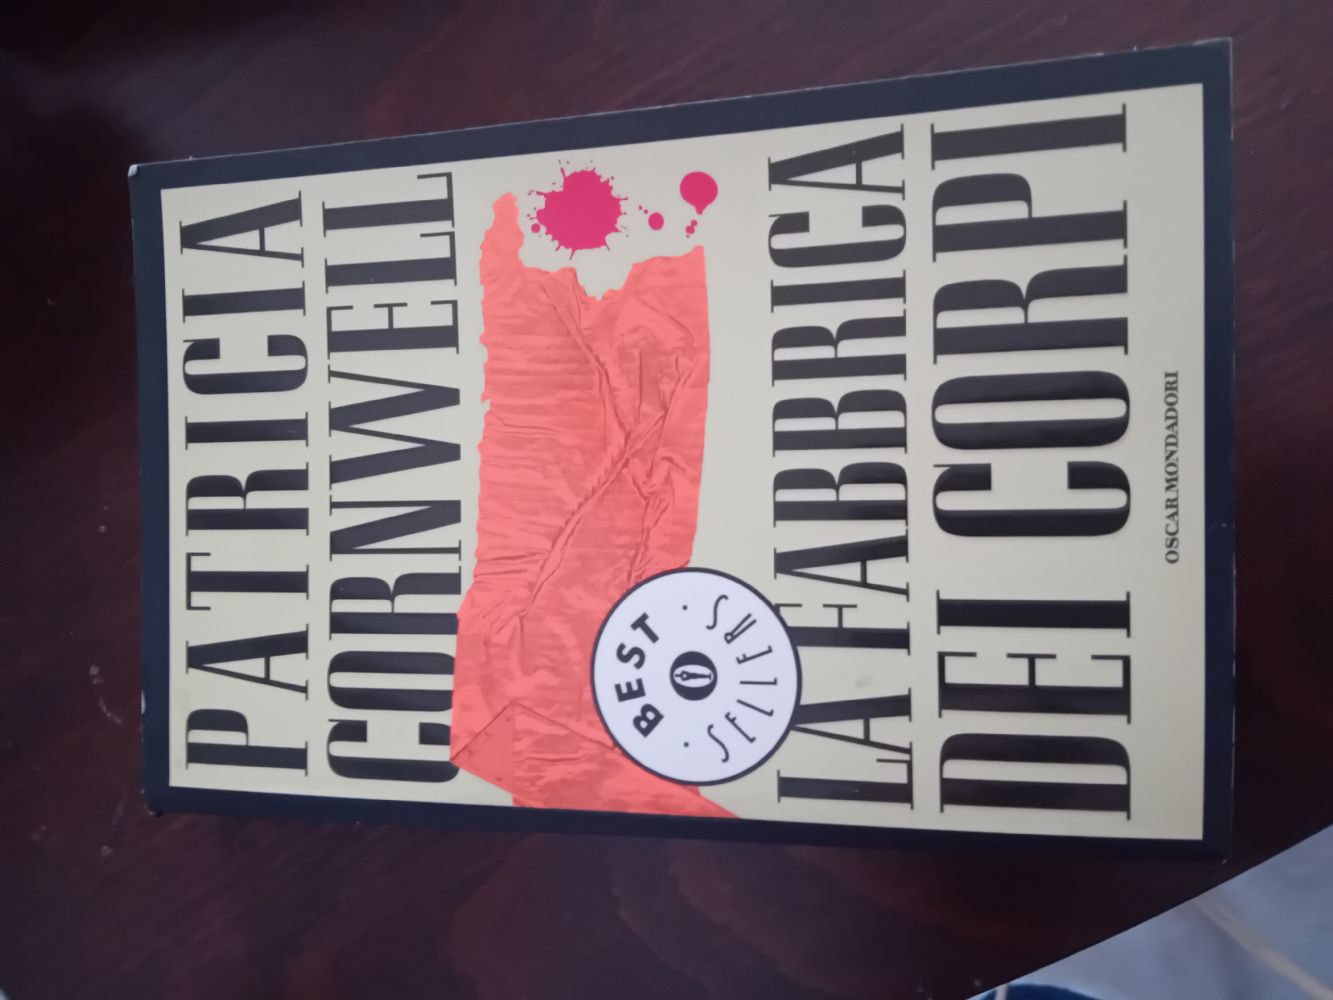 PATRICIA
CORNWELL
BEST
SELLERS
LA FABBRICA
DEI CORPI
OSCAR MONDADORI